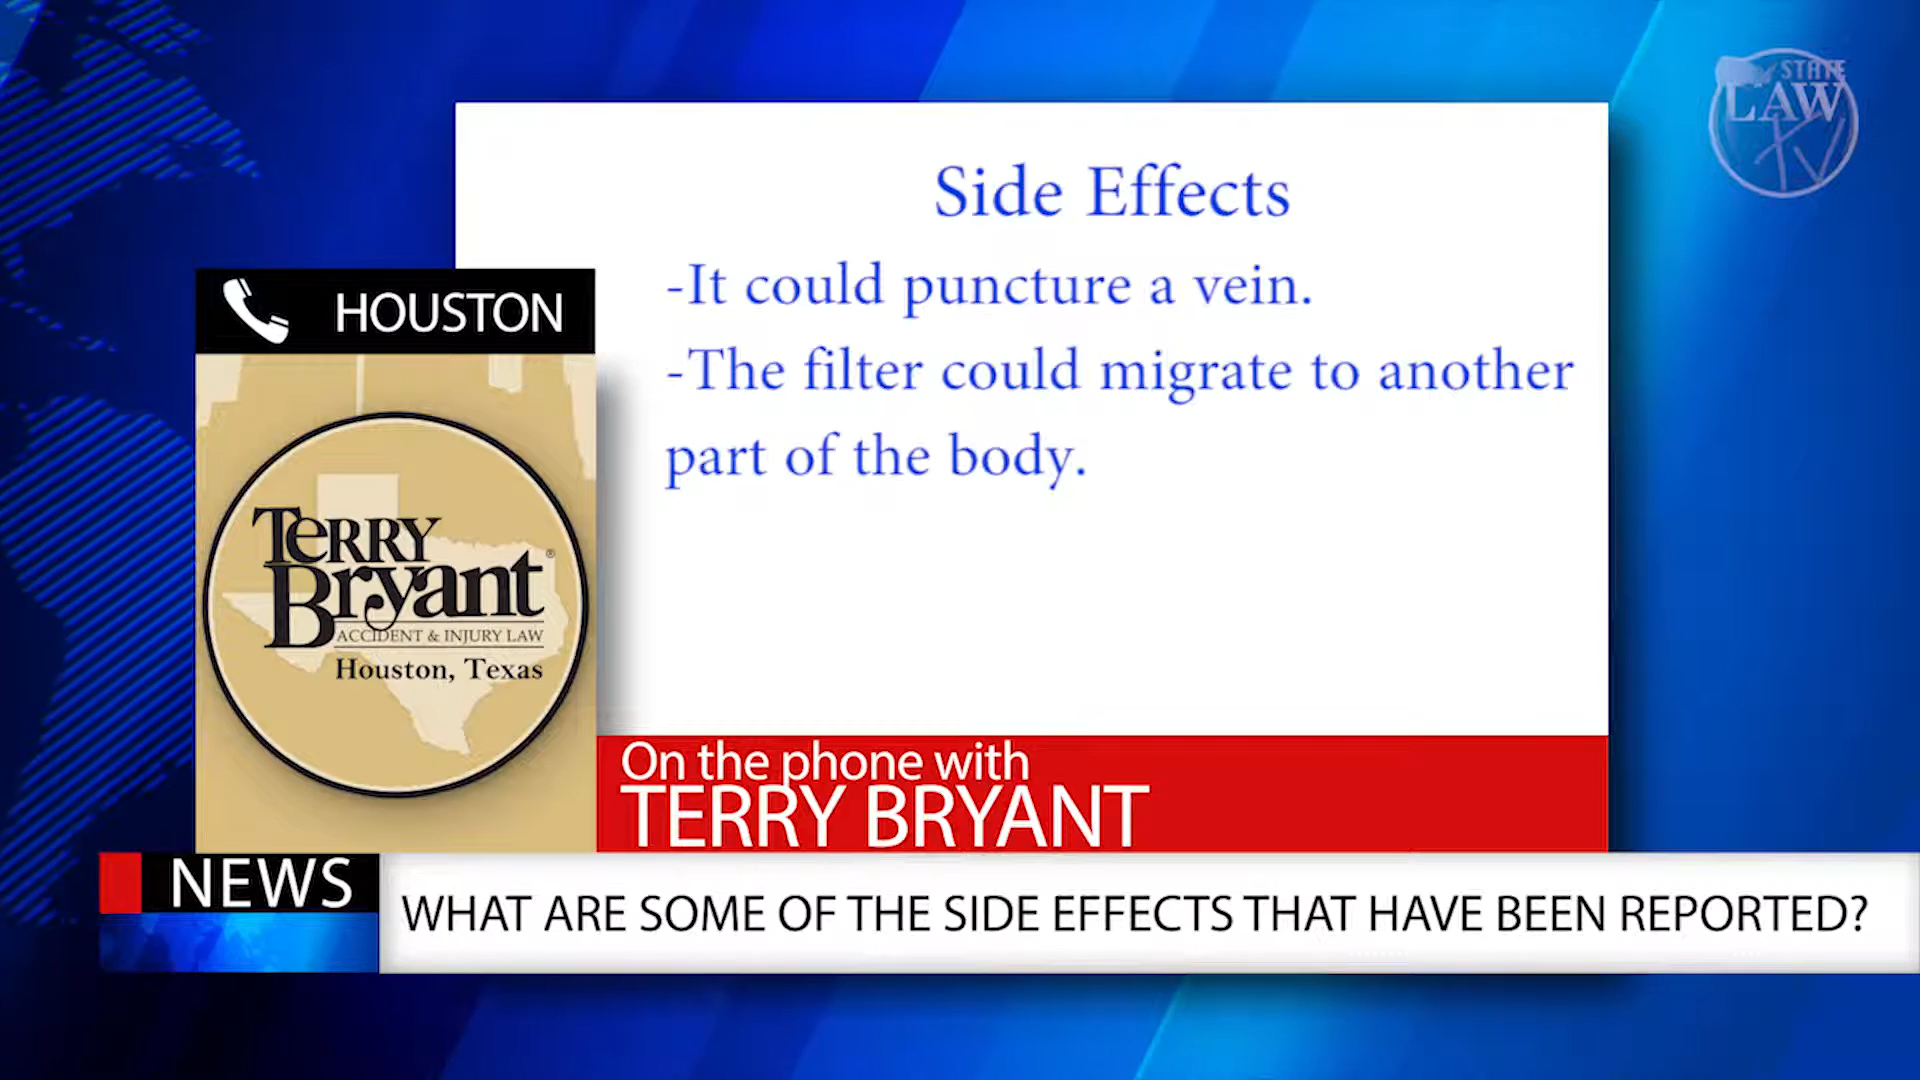 STATE
LAW
TV
Side Effects
-It could puncture a vein.
-The filter could migrate to another
part of the body.
HOUSTON
TERRY
Bryant®
ACCIDENT & INJURY LAW
Houston, Texas
On the phone with
TERRY BRYANT
NEWS
WHAT ARE SOME OF THE SIDE EFFECTS THAT HAVE BEEN REPORTED?